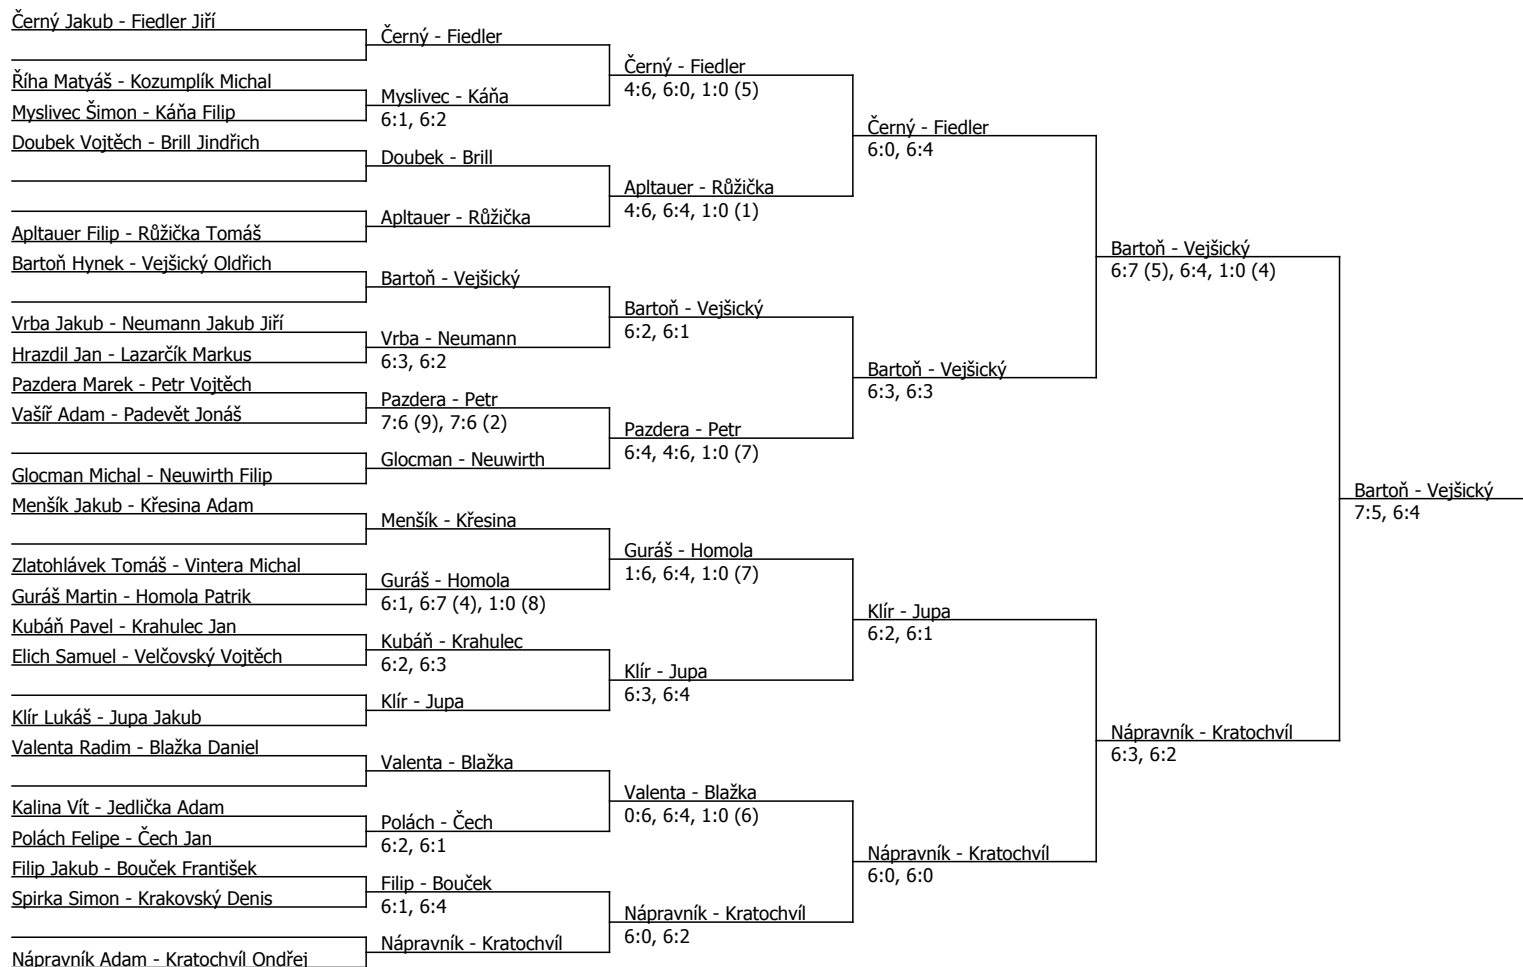 Černý Jakub - Fiedler Jiří
Říha Matyáš - Kozumplík Michal
Myslivec Šimon - Káňa Filip
Doubek Vojtěch - Brill Jindřich
Apltauer Filip - Růžička Tomáš
Bartoň Hynek - Vejšický Oldřich
Vrba Jakub - Neumann Jakub Jiří
Hrazdil Jan - Lazarčík Markus
Pazdera Marek - Petr Vojtěch
Vašíř Adam - Padevět Jonáš
Glocman Michal - Neuwirth Filip
Menšík Jakub - Křesina Adam
Zlatohlávek Tomáš - Vintera Michal
Guráš Martin - Homola Patrik
Kubáň Pavel - Krahulec Jan
Elich Samuel - Velčovský Vojtěch
Klír Lukáš - Jupa Jakub
Valenta Radim - Blažka Daniel
Kalina Vít - Jedlička Adam
Polách Felipe - Čech Jan
Filip Jakub - Bouček František
Spirka Simon - Krakovský Denis
Nápravník Adam - Kratochvíl Ondřej
Černý - Fiedler
Myslivec - Káňa
6:1, 6:2
Doubek - Brill
Apltauer - Růžička
Bartoň - Vejšický
Vrba - Neumann
6:3, 6:2
Pazdera - Petr
7:6 (9), 7:6 (2)
Glocman - Neuwirth
Menšík - Křesina
Guráš - Homola
6:1, 6:7 (4), 1:0 (8)
Kubáň - Krahulec
6:2, 6:3
Klír - Jupa
Valenta - Blažka
Polách - Čech
6:2, 6:1
Filip - Bouček
6:1, 6:4
Nápravník - Kratochvíl
Černý - Fiedler
4:6, 6:0, 1:0 (5)
Apltauer - Růžička
4:6, 6:4, 1:0 (1)
Bartoň - Vejšický
6:2, 6:1
Pazdera - Petr
6:4, 4:6, 1:0 (7)
Guráš - Homola
1:6, 6:4, 1:0 (7)
Klír - Jupa
6:3, 6:4
Valenta - Blažka
0:6, 6:4, 1:0 (6)
Nápravník - Kratochvíl
6:0, 6:2
Černý - Fiedler
6:0, 6:4
Bartoň - Vejšický
6:3, 6:3
Klír - Jupa
6:2, 6:1
Nápravník - Kratochvíl
6:0, 6:0
Bartoň - Vejšický
6:7 (5), 6:4, 1:0 (4)
Nápravník - Kratochvíl
6:3, 6:2
Bartoň - Vejšický
7:5, 6:4